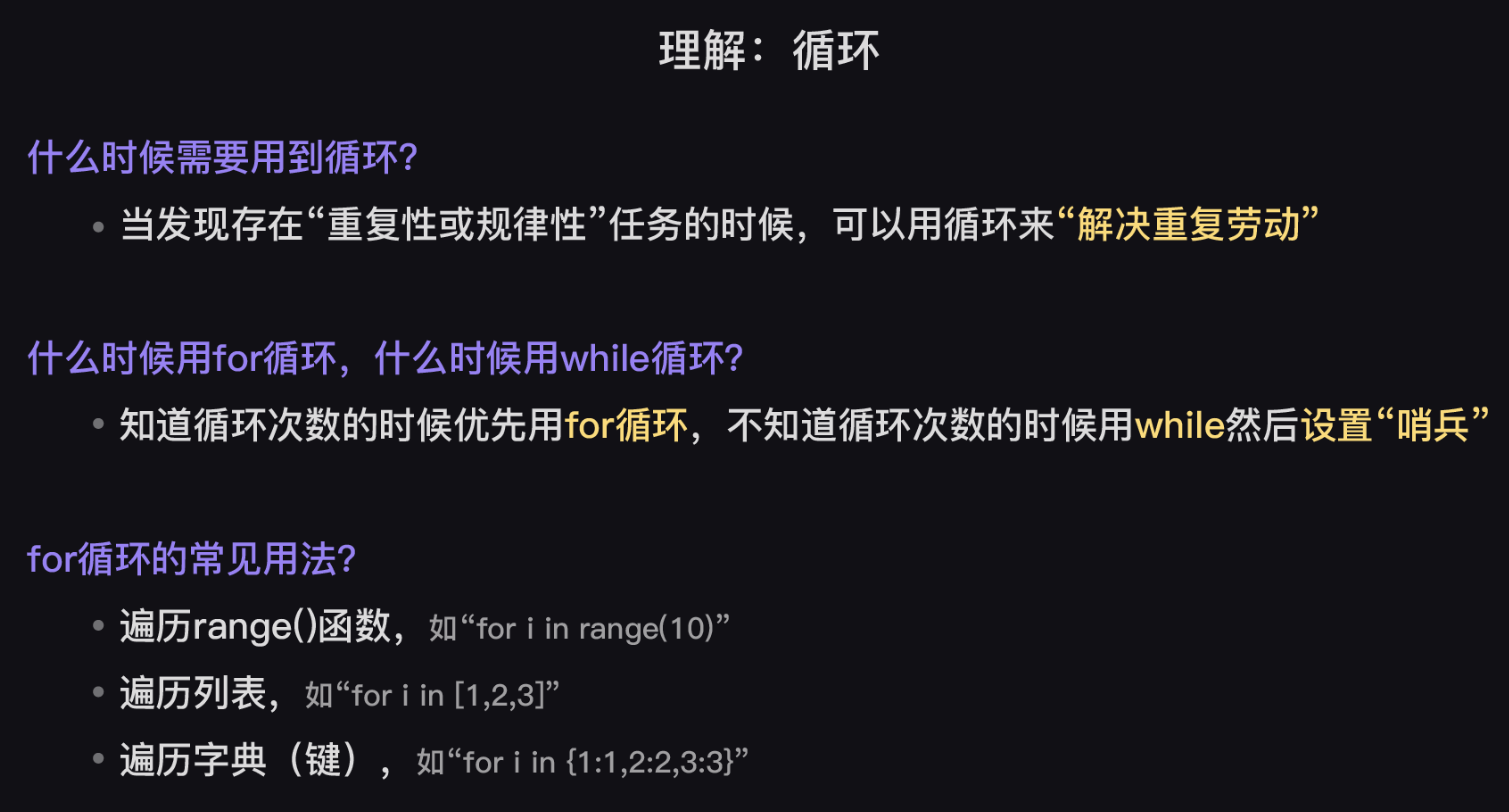 理解：循环
什么时候需要用到循环？
• 当发现存在“重复性或规律性”任务的时候，可以用循环来“解决重复劳动”
什么时候用for循环，什么时候用while循环？
• 知道循环次数的时候优先用for循环，不知道循环次数的时候用while然后设置“哨兵”
for循环的常见用法？
• 遍历range()函数，如“for i in range(10)”
• 遍历列表，如“for i in [1,2,3]”
• 遍历字典（键），如“for i in {1:1,2:2,3:3}”